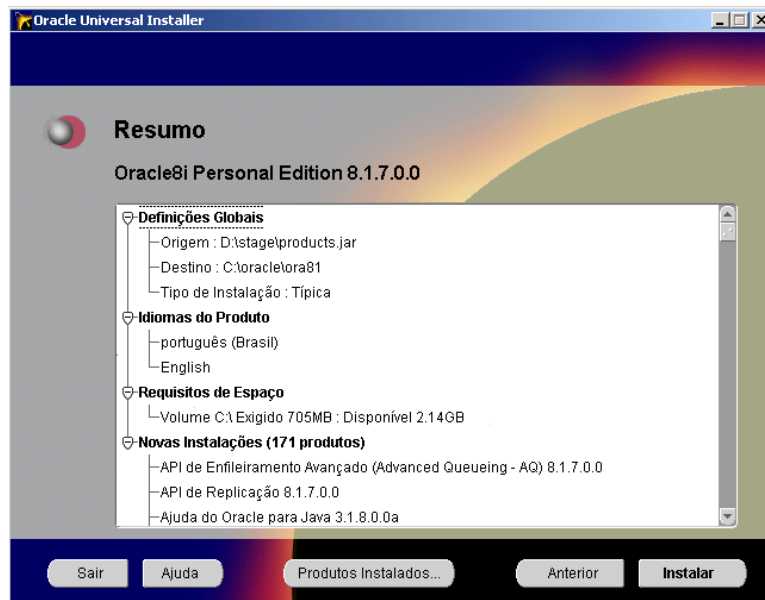 Oracle Universal Installer
Resumo
Oracle8i Personal Edition 8.1.7.0.0
Definições Globais
Origem : D:\stage\products.jar
Destino : C:\oracle\ora81
Tipo de Instalação : Típica
Idiomas do Produto
português (Brasil)
English
Requisitos de Espaço
Volume C:\ Exigido 705MB : Disponível 2.14GB
Novas Instalações (171 produtos)
API de Enfileiramento Avançado (Advanced Queueing - AQ) 8.1.7.0.0
API de Replicação 8.1.7.0.0
Ajuda do Oracle para Java 3.1.8.0.0a
Sair Ajuda Produtos Instalados... Anterior Instalar